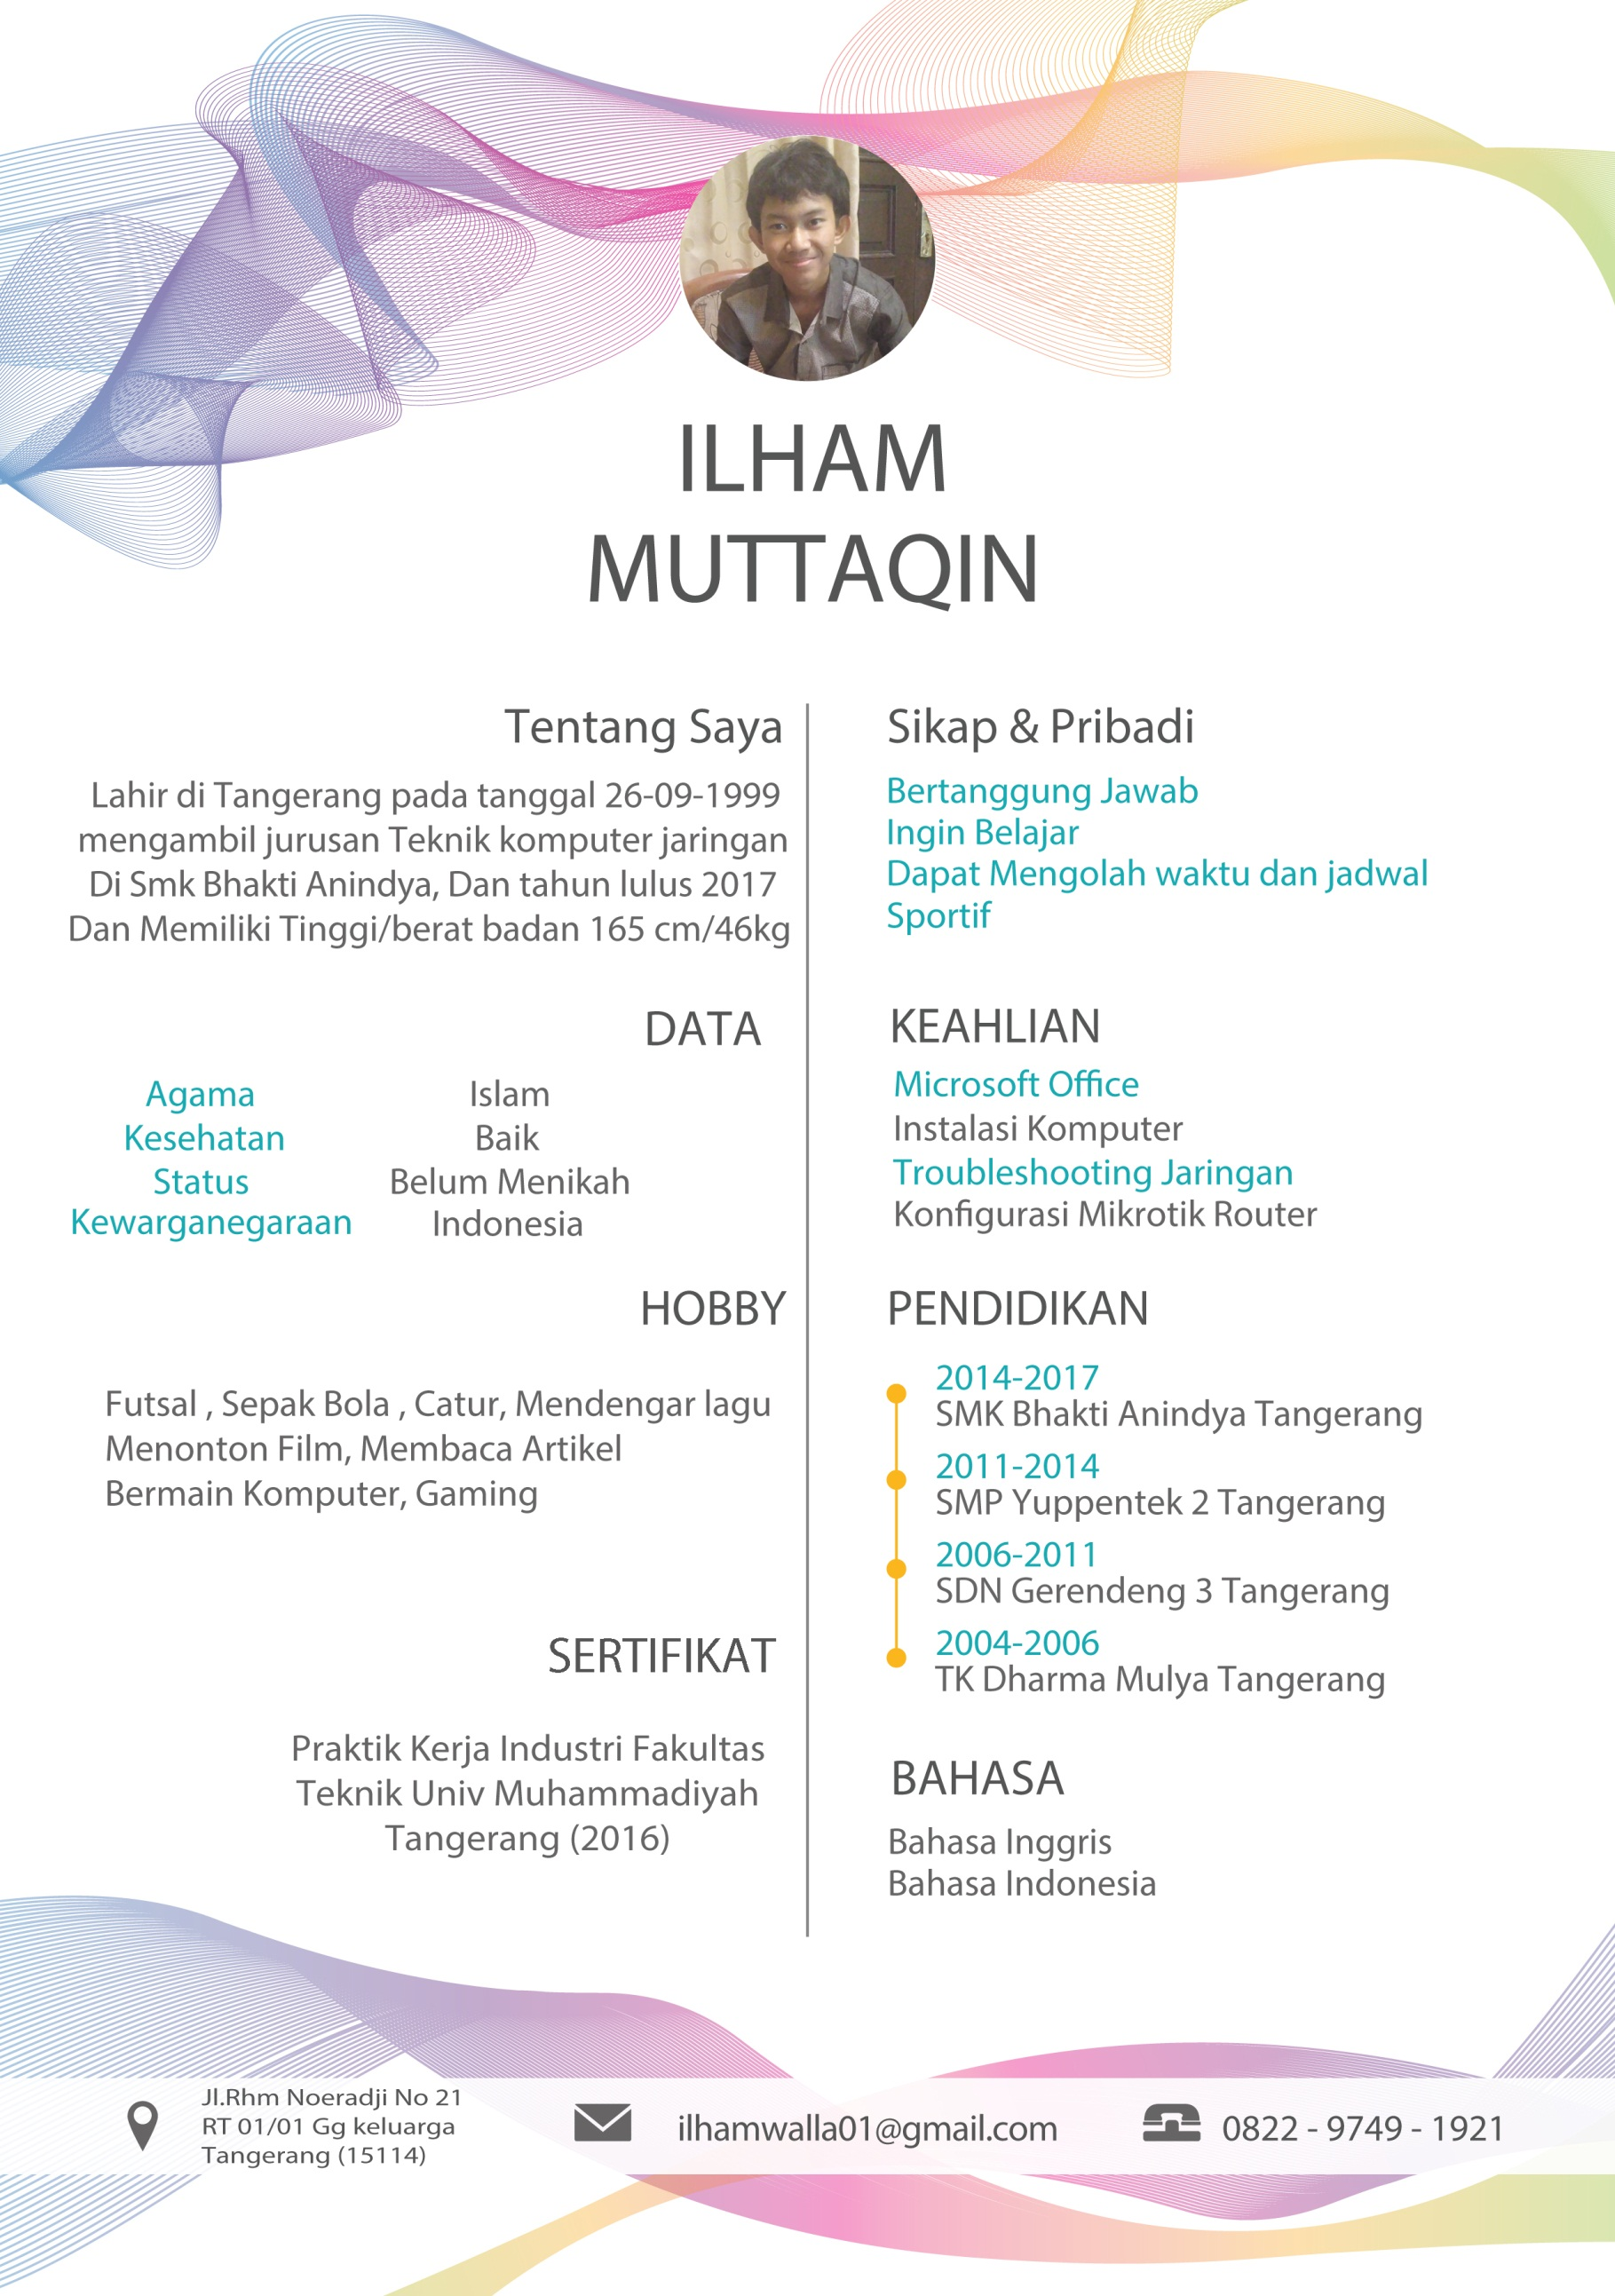 ILHAM
MUTTAQIN
Tentang Saya
Lahir di Tangerang pada tanggal 26-09-1999
mengambil jurusan Teknik komputer jaringan
Di Smk Bhakti Anindya, Dan tahun lulus 2017
Dan Memiliki Tinggi/berat badan 165 cm/46kg
DATA
Agama Islam
Kesehatan Baik
Status Belum Menikah
Kewarganegaraan Indonesia
HOBBY
Futsal , Sepak Bola , Catur, Mendengar lagu
Menonton Film, Membaca Artikel
Bermain Komputer, Gaming
SERTIFIKAT
Praktik Kerja Industri Fakultas
Teknik Univ Muhammadiyah
Tangerang (2016)
Sikap & Pribadi
Bertanggung Jawab
Ingin Belajar
Dapat Mengolah waktu dan jadwal
Sportif
KEAHLIAN
Microsoft Office
Instalasi Komputer
Troubleshooting Jaringan
Konfigurasi Mikrotik Router
PENDIDIKAN
2014-2017
SMK Bhakti Anindya Tangerang
2011-2014
SMP Yuppentek 2 Tangerang
2006-2011
SDN Gerendeng 3 Tangerang
2004-2006
TK Dharma Mulya Tangerang
BAHASA
Bahasa Inggris
Bahasa Indonesia
Jl.Rhm Noeradji No 21
RT 01/01 Gg keluarga
Tangerang (15114)
ilhamwalla01@gmail.com
0822 - 9749 - 1921